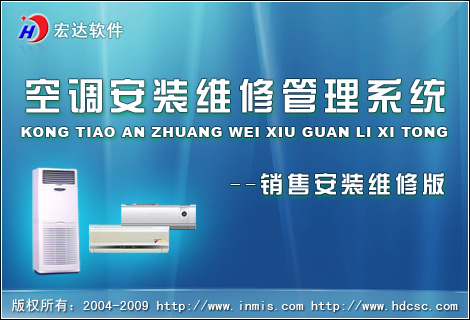 宏达软件
空调安装维修管理系统
KONG TIAO AN ZHUANG WEI XIU GUAN LI XI TONG
--销售安装维修版
版权所有: 2004-2009 http://www.inmis.com http://www.hdcsc.com